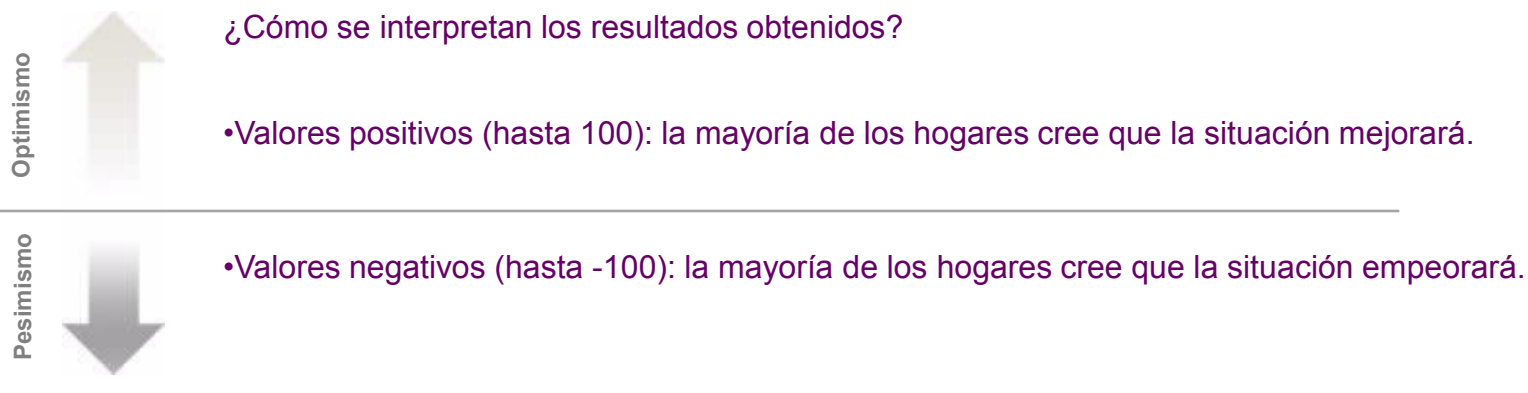 ¿Cómo se interpretan los resultados obtenidos?
Optimismo
•Valores positivos (hasta 100): la mayoría de los hogares cree que la situación mejorará.
Pesimismo
•Valores negativos (hasta -100): la mayoría de los hogares cree que la situación empeorará.